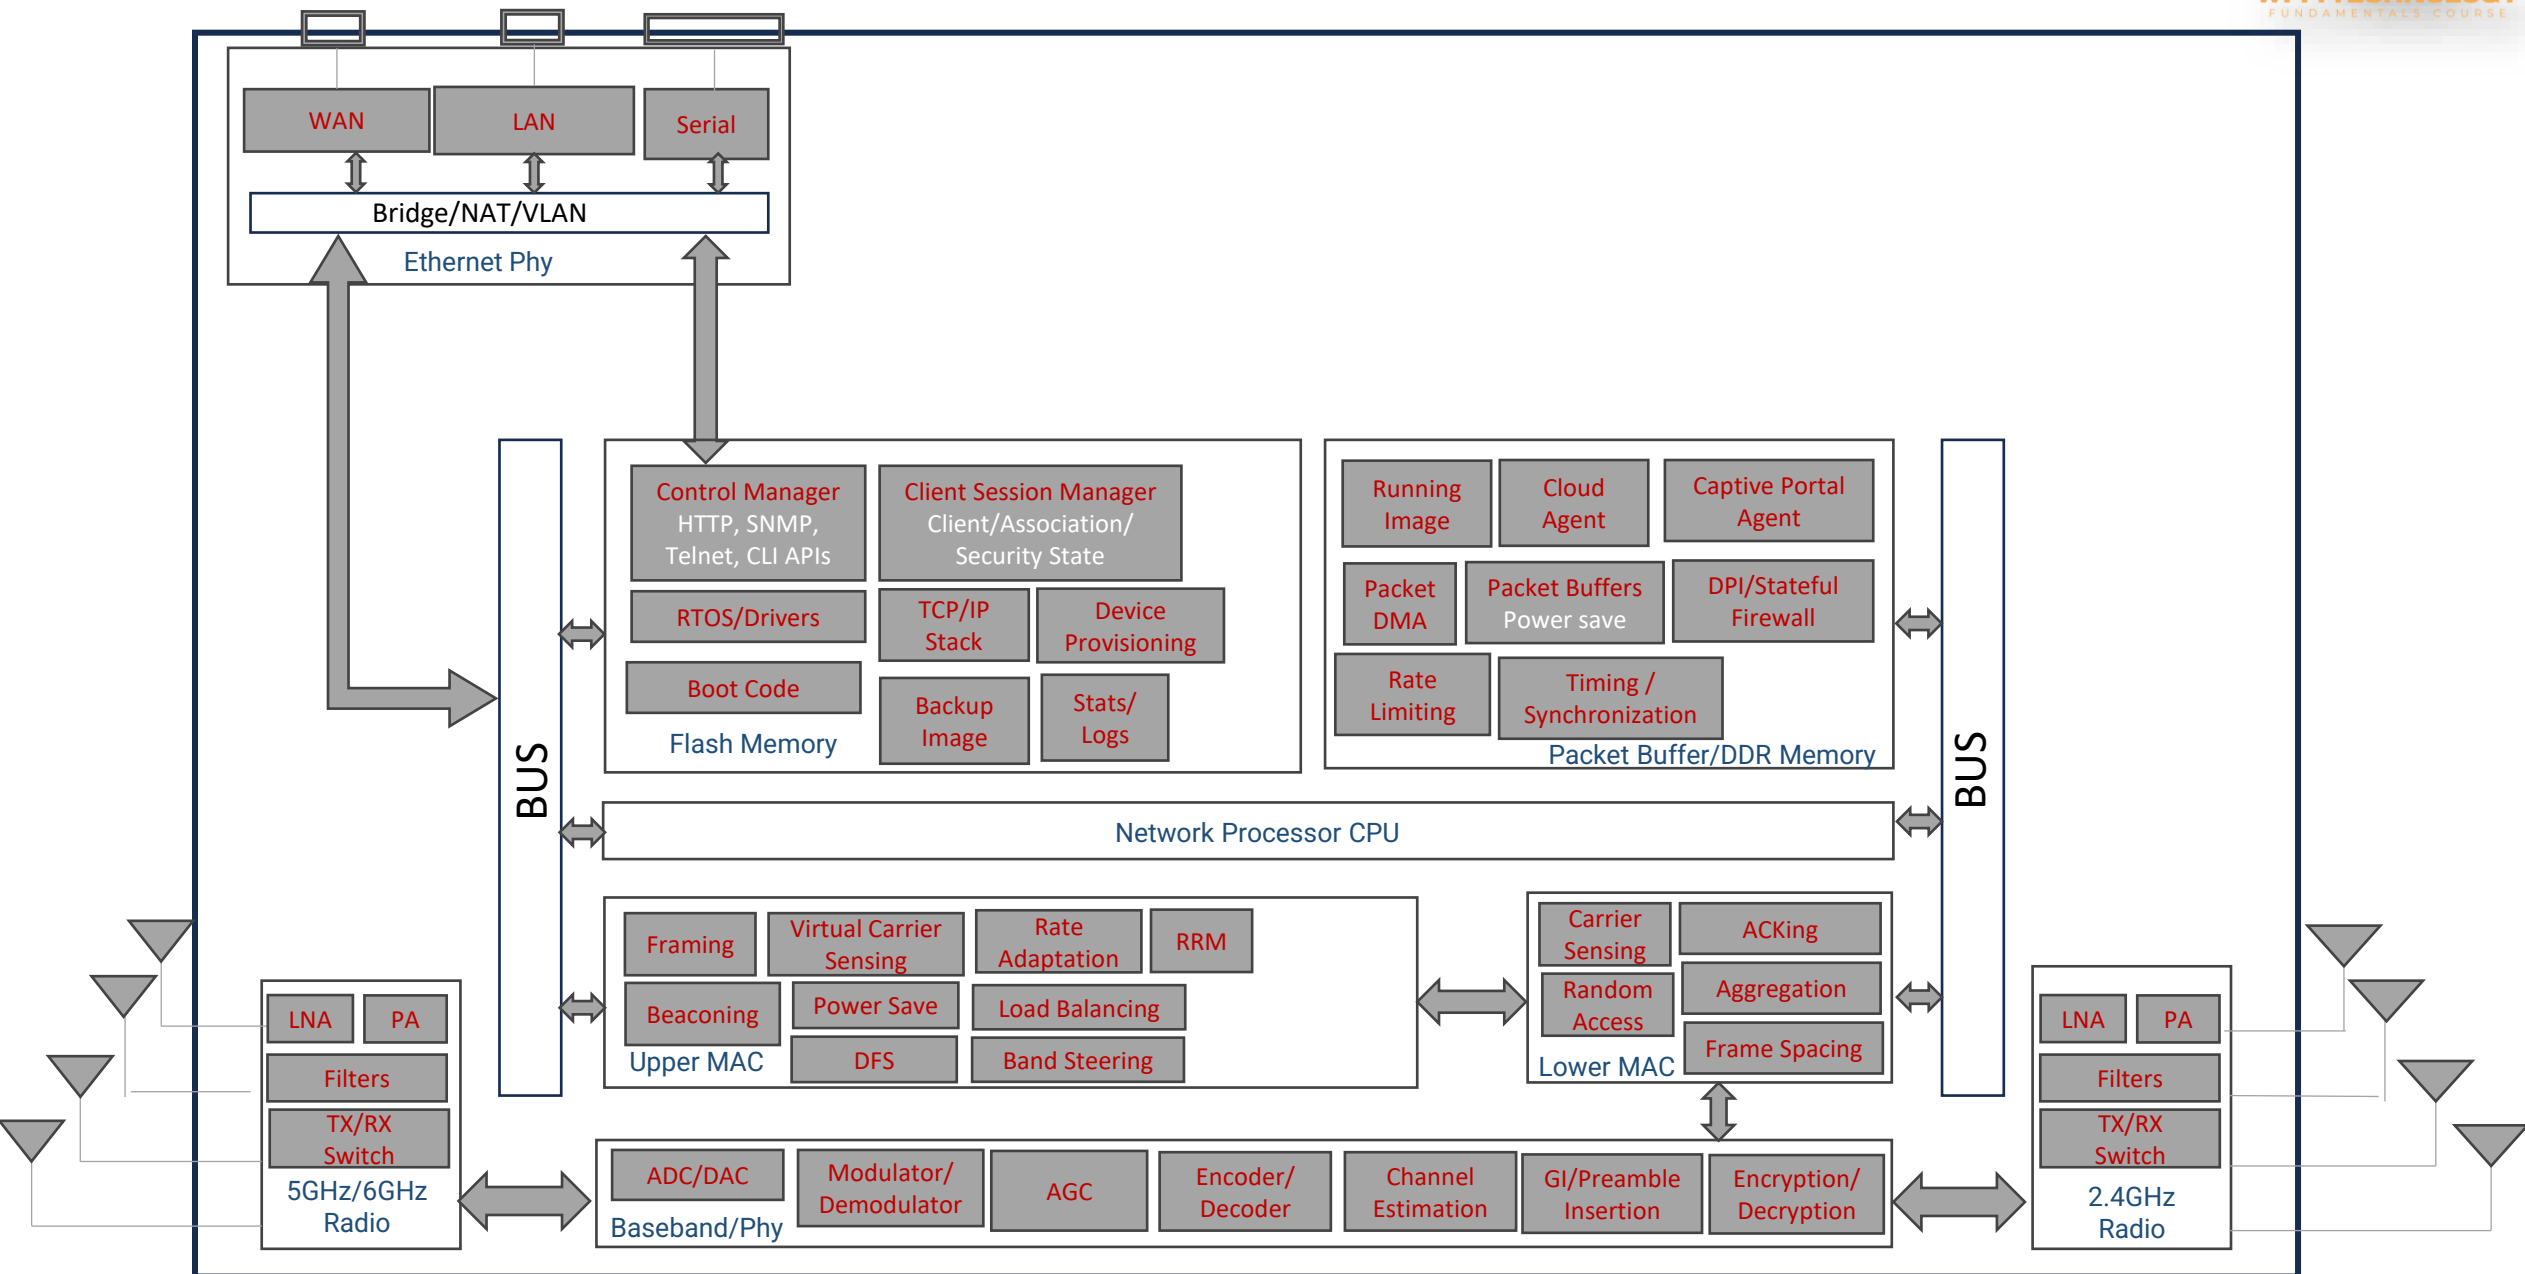 FUNDAMENTALS COURSE
WAN
LAN
Serial
Bridge/NAT/VLAN
Ethernet Phy
BUS
Control Manager
HTTP, SNMP,
Telnet, CLI APIs
Client Session Manager
Client/Association/
Security State
RTOS/Drivers
TCP/IP
Stack
Device
Provisioning
Boot Code
Backup
Image
Stats/
Logs
Flash Memory
Running
Image
Cloud
Agent
Captive Portal
Agent
Packet
DMA
Packet Buffers
Power save
DPI/Stateful
Firewall
Rate
Limiting
Timing /
Synchronization
Packet Buffer/DDR Memory
BUS
Network Processor CPU
Framing
Virtual Carrier
Sensing
Rate
Adaptation
RRM
Beaconing
Power Save
Load Balancing
Upper MAC
DFS
Band Steering
Carrier
Sensing
ACKing
Random
Access
Aggregation
Lower MAC
Frame Spacing
LNA
PA
Filters
TX/RX
Switch
5GHz/6GHz
Radio
ADC/DAC
Modulator/
Demodulator
AGC
Encoder/
Decoder
Channel
Estimation
GI/Preamble
Insertion
Encryption/
Decryption
Baseband/Phy
LNA
PA
Filters
TX/RX
Switch
2.4GHz
Radio